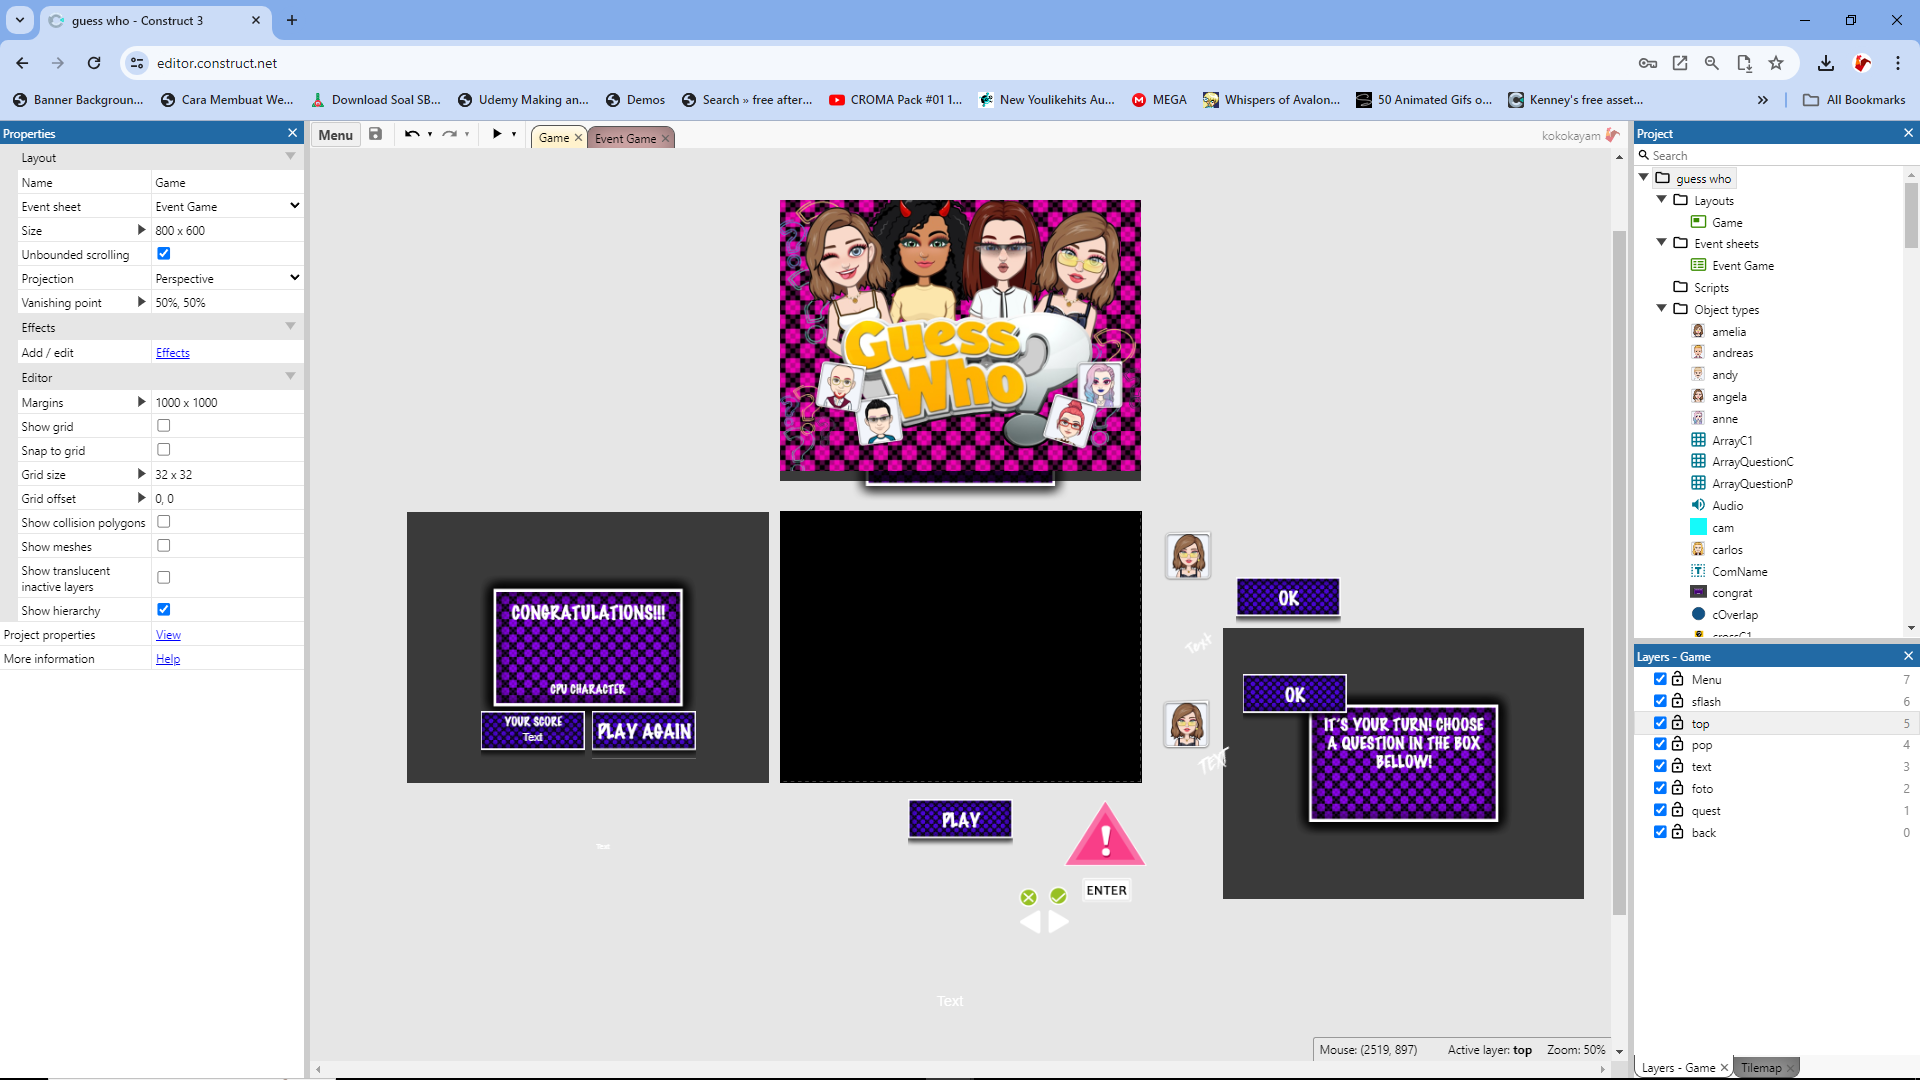 guess who - Construct 3
editor.construct.net
Banner Backgroun...
Cara Membuat We...
Download Soal SB...
Udemy Making an...
Demos
Search » free after...
CROMA Pack #01 1...
New Youlikehits Au...
MEGA
Whispers of Avalon...
50 Animated Gifs o...
Kenney's free asset...
All Bookmarks
Properties
Layout
Name Game
Event sheet Event Game
Size 800 x 600
Unbounded scrolling
Projection Perspective
Vanishing point 50%, 50%
Effects
Add / edit Effects
Editor
Margins 1000 x 1000
Show grid
Snap to grid
Grid size 32 x 32
Grid offset 0, 0
Show collision polygons
Show meshes
Show translucent
inactive layers
Show hierarchy
Project properties View
More information Help
Menu
Game
Event Game
kokokayam
Guess
Who?
CONGRATULATIONS!!!
CPU CHARACTER
YOUR SCORE
Text
PLAY AGAIN
OK
Text
OK
IT'S YOUR TURN! CHOOSE
A QUESTION IN THE BOX
BELLOW!
TEXT
PLAY
!
Text
ENTER
Text
Mouse: (2519, 897) Active layer: top Zoom: 50%
Project
Search
guess who
Layouts
Game
Event sheets
Event Game
Scripts
Object types
amelia
andreas
andy
angela
anne
ArrayC1
ArrayQuestionC
ArrayQuestionP
Audio
cam
carlos
ComName
congrat
cOverlap
crossC1
Layers - Game
Menu 7
sflash 6
top 5
pop 4
text 3
foto 2
quest 1
back 0
Layers - Game
Tilemap